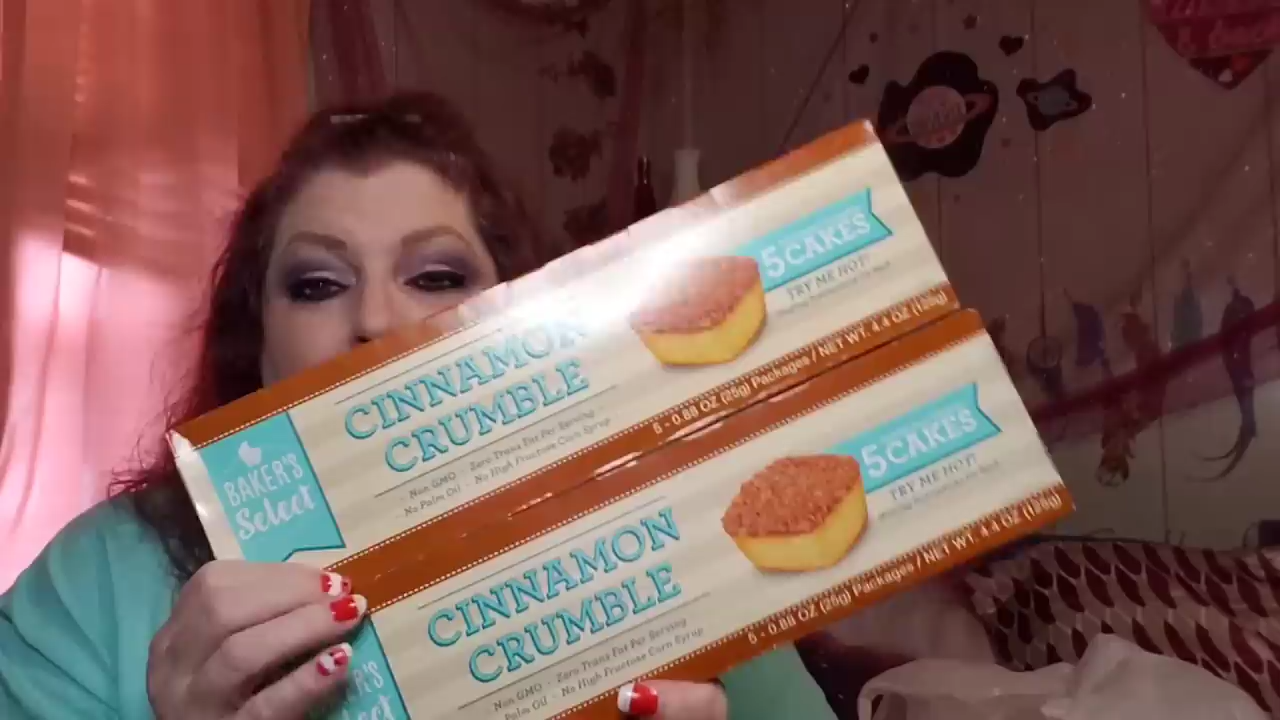 5 CAKES
TRY ME HOT!
CINNAMON
CRUMBLE
Non GMO - Zero Trans Fat Per Serving
No Palm Oil - No High Fructose Corn Syrup
BAKER'S
Select
5 - 0.88 OZ (25g) Packages / NET WT. 4.4 OZ (125g)
5 CAKES
TRY ME HOT!
CINNAMON
CRUMBLE
Non GMO - Zero Trans Fat Per Serving
Palm Oil - No High Fructose Corn Syrup
5 - 0.88 OZ (25g) Packages / NET WT. 4.4 OZ (125g)